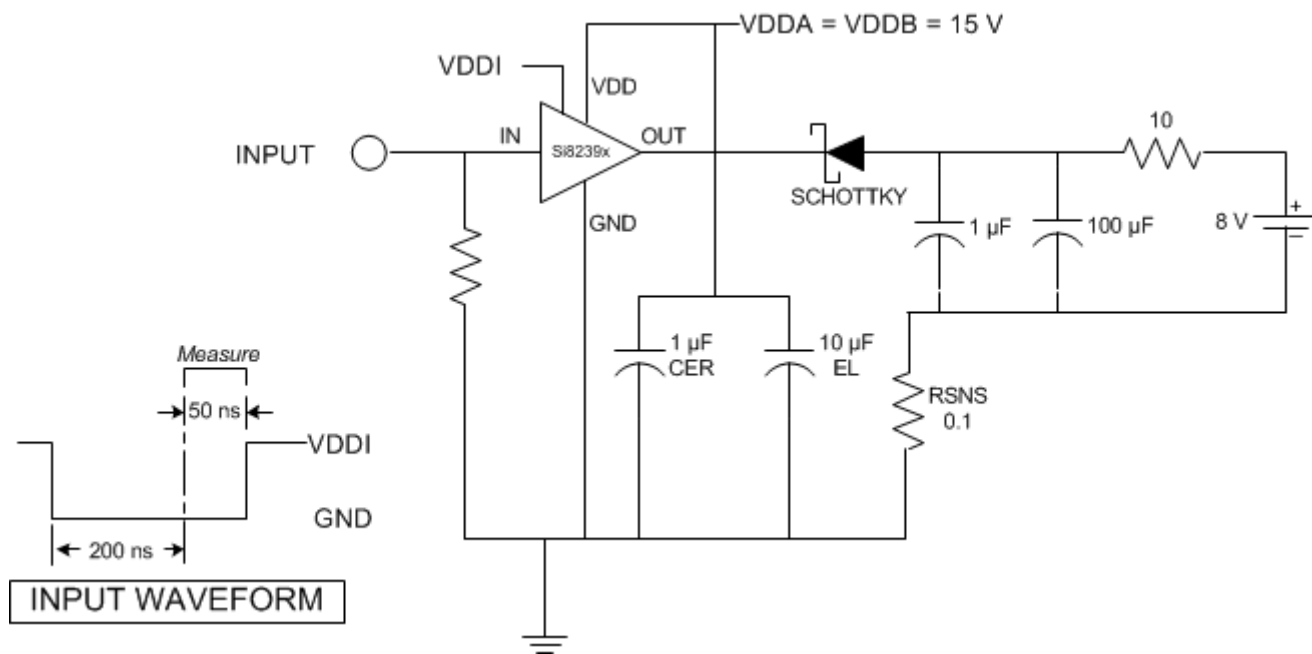 VDDA = VDDB = 15 V
VDDI
VDD
10
INPUT
IN
Si8239x
OUT
SCHOTTKY
GND
1 µF
100 µF
8 V
+
–
1 µF
CER
10 µF
EL
RSNS
0.1
Measure
50 ns
VDDI
GND
200 ns
INPUT WAVEFORM